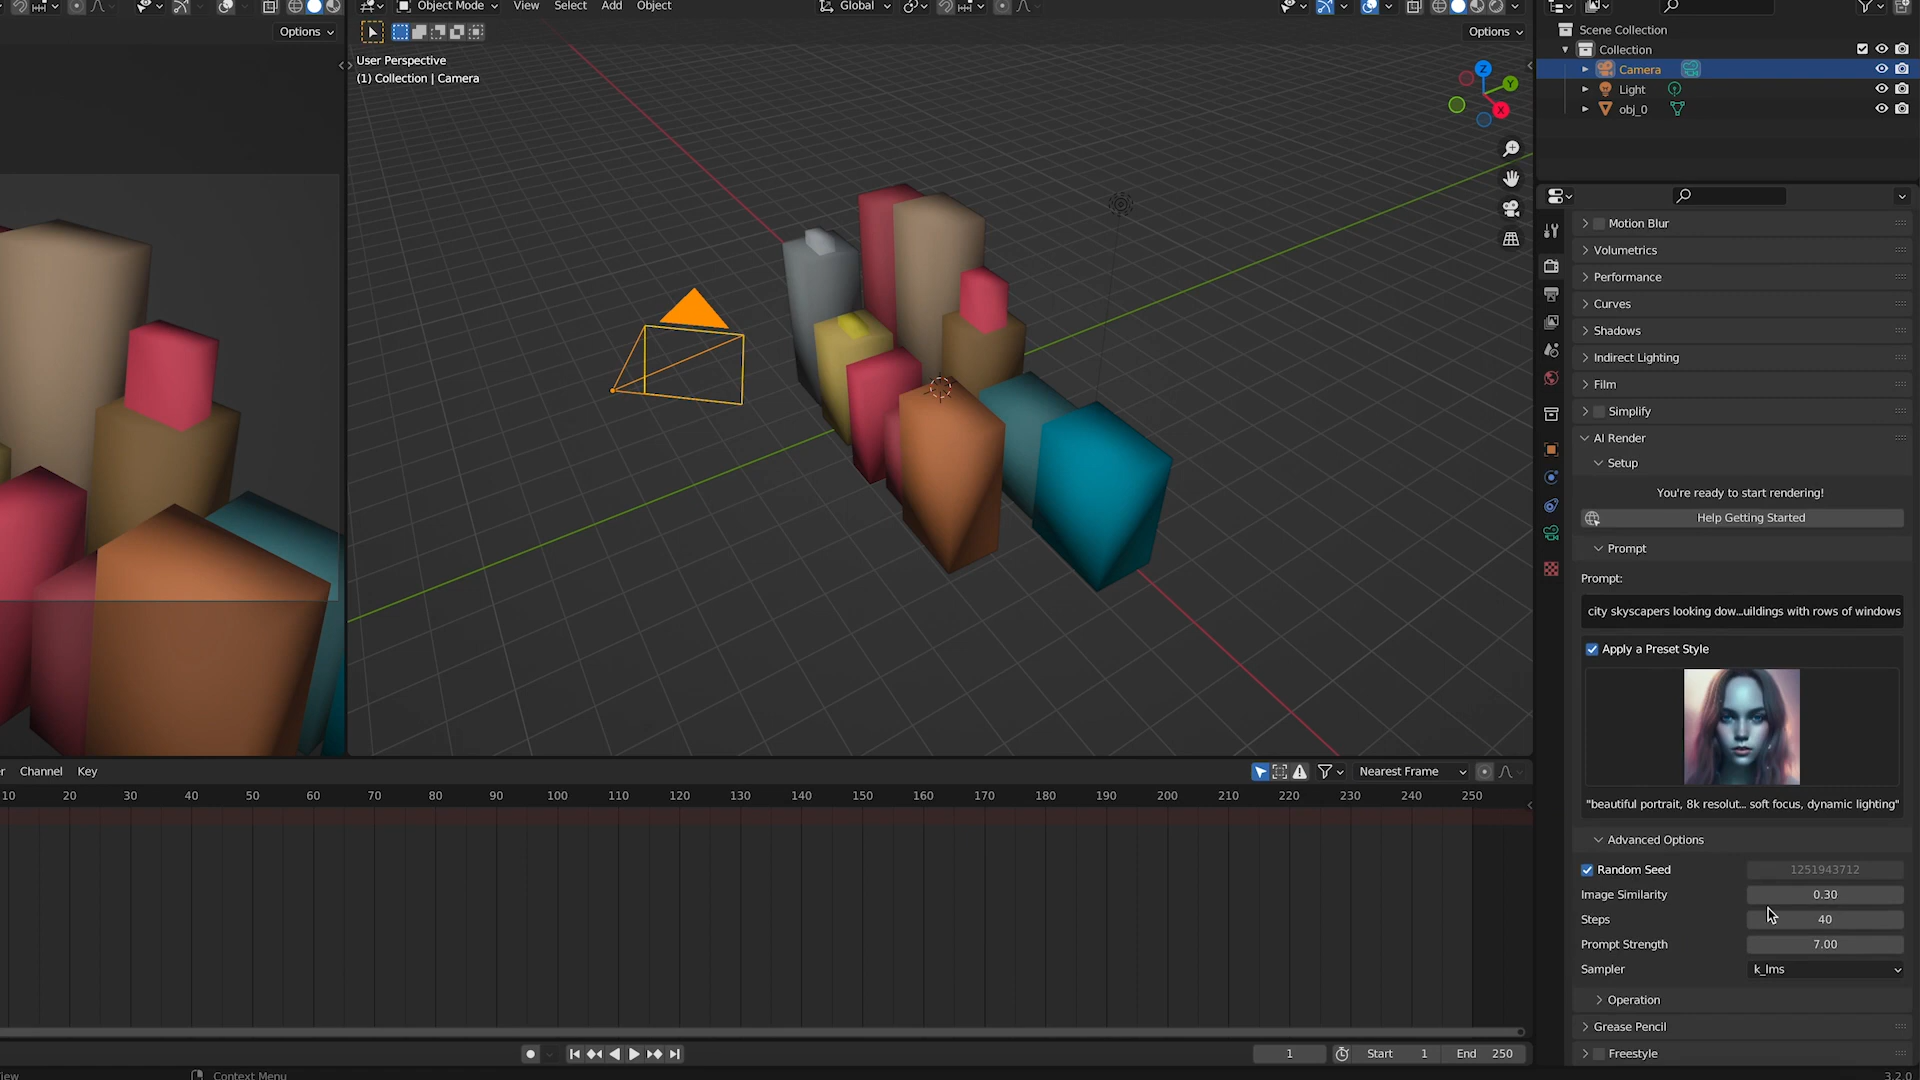 Object Mode View Select Add Object Global
Options
Options
User Perspective
(1) Collection | Camera
Z
Y
X
Scene Collection
Collection
Camera
Light
obj_0
Motion Blur
Volumetrics
Performance
Curves
Shadows
Indirect Lighting
Film
Simplify
AI Render
Setup
You're ready to start rendering!
Help Getting Started
Prompt
Prompt:
city skyscapers looking dow...uildings with rows of windows
Apply a Preset Style
"beautiful portrait, 8k resolut... soft focus, dynamic lighting"
Advanced Options
Random Seed 1251943712
Image Similarity 0.30
Steps 40
Prompt Strength 7.00
Sampler k_lms
Operation
Grease Pencil
Freestyle
Channel Key Nearest Frame
10 20 30 40 50 60 70 80 90 100 110 120 130 140 150 160 170 180 190 200 210 220 230 240 250
1 Start 1 End 250
Context Menu
3.2.0